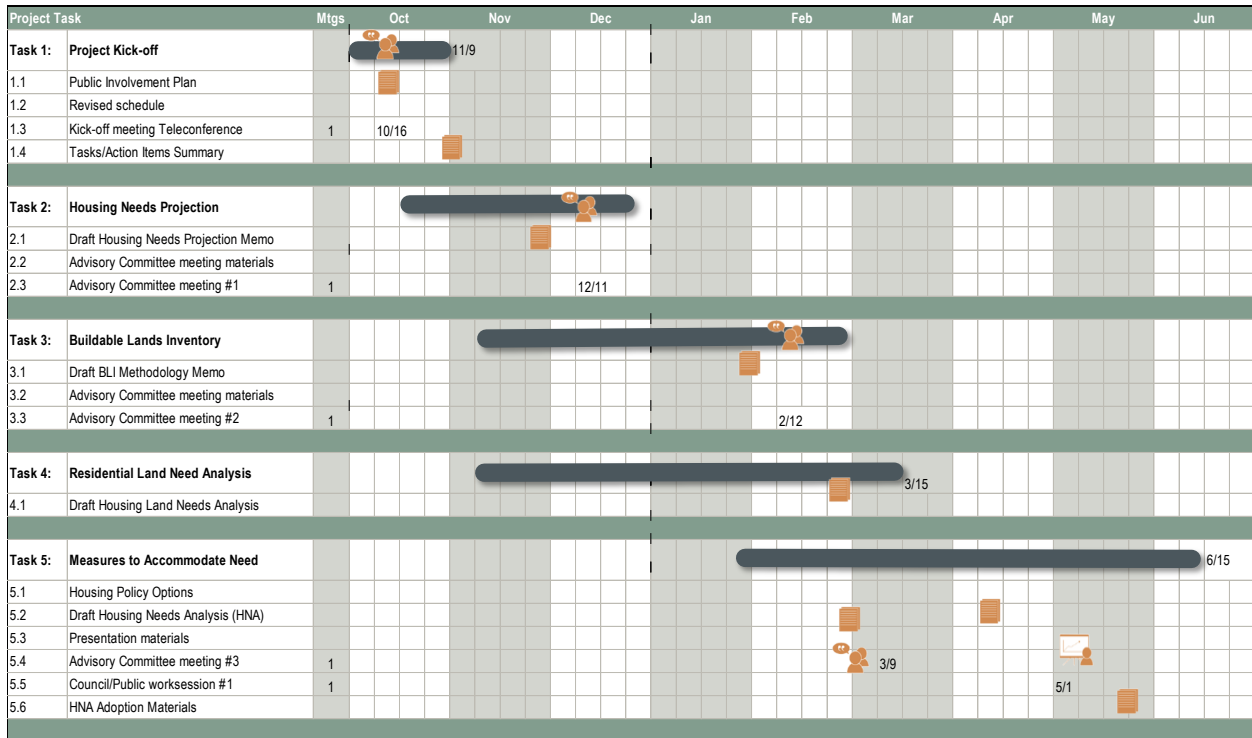 Project Task Mtgs Oct Nov Dec Jan Feb Mar Apr May Jun
Task 1: Project Kick-off 11/9
1.1 Public Involvement Plan
1.2 Revised schedule
1.3 Kick-off meeting Teleconference 1 10/16
1.4 Tasks/Action Items Summary
Task 2: Housing Needs Projection
2.1 Draft Housing Needs Projection Memo
2.2 Advisory Committee meeting materials
2.3 Advisory Committee meeting #1 1 12/11
Task 3: Buildable Lands Inventory
3.1 Draft BLI Methodology Memo
3.2 Advisory Committee meeting materials
3.3 Advisory Committee meeting #2 1 2/12
Task 4: Residential Land Need Analysis 3/15
4.1 Draft Housing Land Needs Analysis
Task 5: Measures to Accommodate Need 6/15
5.1 Housing Policy Options
5.2 Draft Housing Needs Analysis (HNA)
5.3 Presentation materials
5.4 Advisory Committee meeting #3 1 3/9
5.5 Council/Public worksession #1 1 5/1
5.6 HNA Adoption Materials